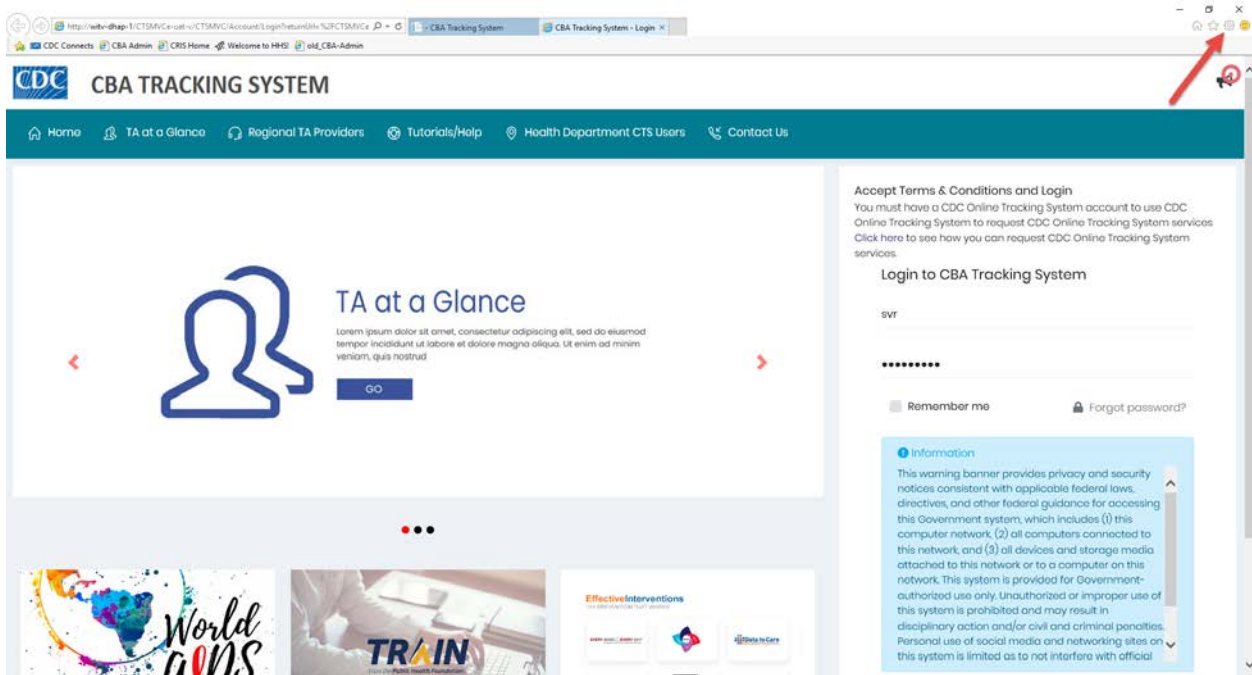 - CBA Tracking System
CBA Tracking System - Login
CDC Connects CBA Admin CRIS Home Welcome to HHS! old_CBA-Admin
CDC CBA TRACKING SYSTEM
Home TA at a Glance Regional TA Providers Tutorials/Help Health Department CTS Users Contact Us
TA at a Glance
Lorem ipsum dolor sit amet, consectetur adipiscing elit, sed do eiusmod
tempor incididunt ut labore et dolore magna aliqua. Ut enim ad minim
veniam, quis nostrud
GO
World
AIDS
TRAIN
EffectiveInterventions
Data to Care
Accept Terms & Conditions and Login
You must have a CDC Online Tracking System account to use CDC
Online Tracking System to request CDC Online Tracking System services
Click here to see how you can request CDC Online Tracking System
services.
Login to CBA Tracking System
svr
•••••••••
Remember me Forgot password?
Information
This warning banner provides privacy and security
notices consistent with applicable federal laws,
directives, and other federal guidance for accessing
this Government system, which includes (1) this
computer network, (2) all computers connected to
this network, and (3) all devices and storage media
attached to this network or to a computer on this
network. This system is provided for Government-
authorized use only. Unauthorized or improper use of
this system is prohibited and may result in
disciplinary action and/or civil and criminal penalties.
Personal use of social media and networking sites on
this system is limited as to not interfere with official